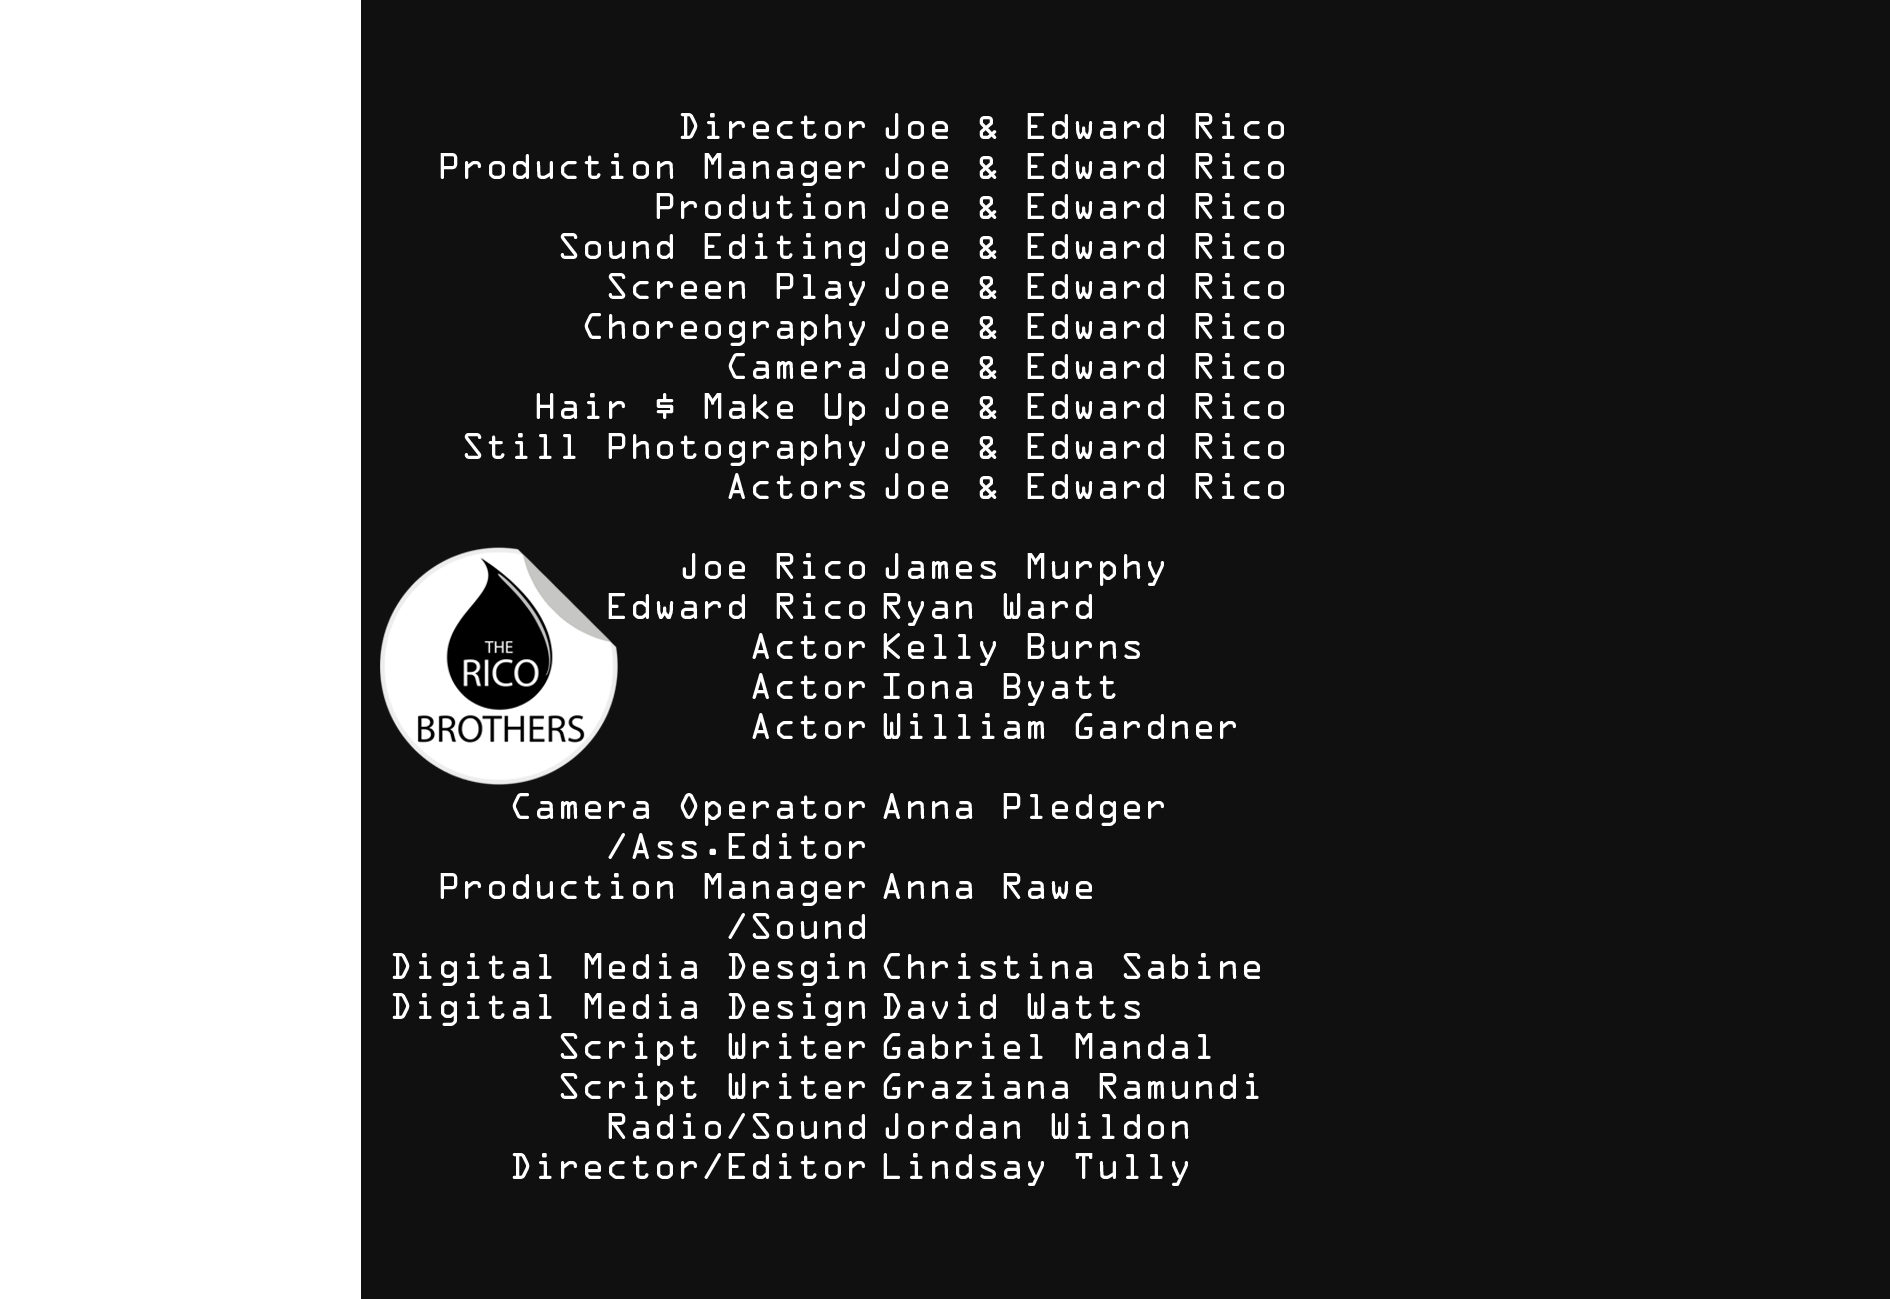 Director Joe & Edward Rico
Production Manager Joe & Edward Rico
Prodution Joe & Edward Rico
Sound Editing Joe & Edward Rico
Screen Play Joe & Edward Rico
Choreography Joe & Edward Rico
Camera Joe & Edward Rico
Hair $ Make Up Joe & Edward Rico
Still Photography Joe & Edward Rico
Actors Joe & Edward Rico
Joe Rico James Murphy
Edward Rico Ryan Ward
Actor Kelly Burns
Actor Iona Byatt
Actor William Gardner
THE
RICO
BROTHERS
Camera Operator Anna Pledger
/Ass.Editor
Production Manager Anna Rawe
/Sound
Digital Media Desgin Christina Sabine
Digital Media Design David Watts
Script Writer Gabriel Mandal
Script Writer Graziana Ramundi
Radio/Sound Jordan Wildon
Director/Editor Lindsay Tully